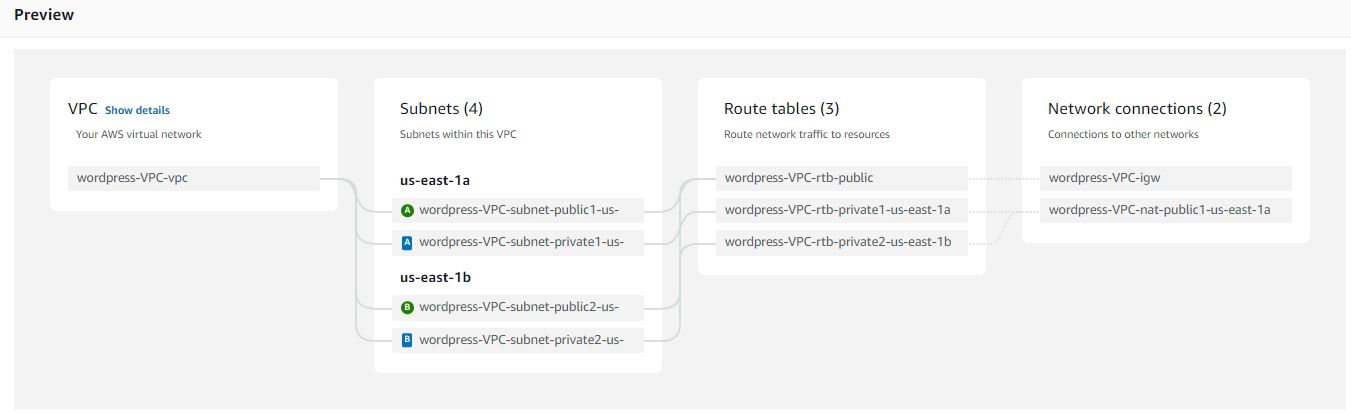 Preview
VPC Show details
Your AWS virtual network
wordpress-VPC-vpc
Subnets (4)
Subnets within this VPC
us-east-1a
A wordpress-VPC-subnet-public1-us-
A wordpress-VPC-subnet-private1-us-
us-east-1b
B wordpress-VPC-subnet-public2-us-
B wordpress-VPC-subnet-private2-us-
Route tables (3)
Route network traffic to resources
wordpress-VPC-rtb-public
wordpress-VPC-rtb-private1-us-east-1a
wordpress-VPC-rtb-private2-us-east-1b
Network connections (2)
Connections to other networks
wordpress-VPC-igw
wordpress-VPC-nat-public1-us-east-1a